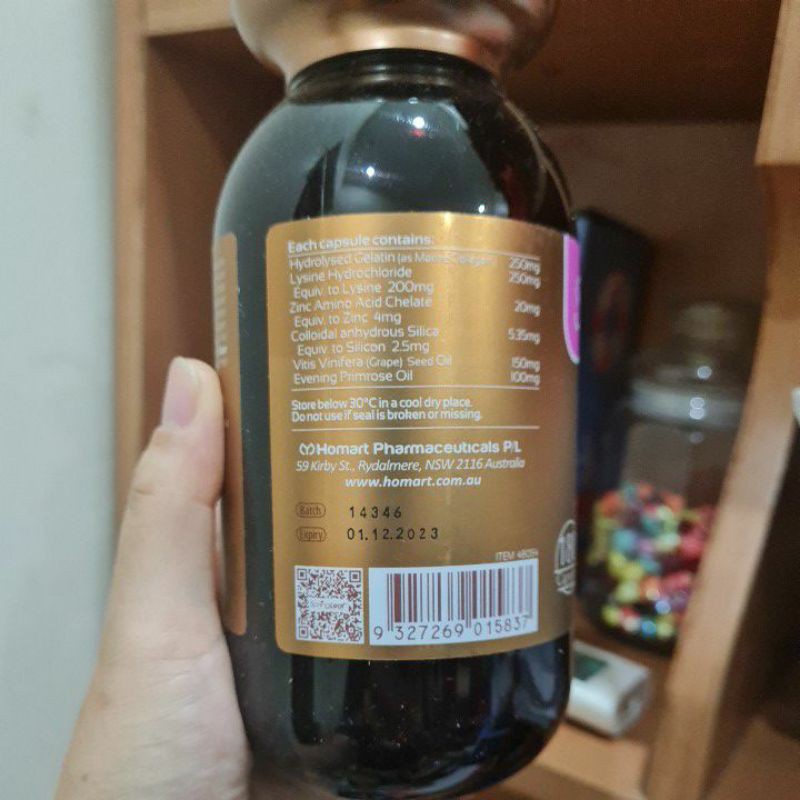 Each capsule contains:
Hydrolysed Gelatin (as Marine Collagen) 250mg
Lysine Hydrochloride 250mg
Equiv. to Lysine 200mg
Zinc Amino Acid Chelate 20mg
Equiv. to Zinc 4mg
Colloidal anhydrous Silica 5.35mg
Equiv. to Silicon 2.5mg
Vitis Vinifera (Grape) Seed Oil 150mg
Evening Primrose Oil 100mg
Store below 30°C in a cool dry place.
Do not use if seal is broken or missing.
Homart Pharmaceuticals P/L
59 Kirby St., Rydalmere, NSW 2116 Australia
www.homart.com.au
Batch 14346
Expiry 01.12.2023
ITEM
9 327269 015837